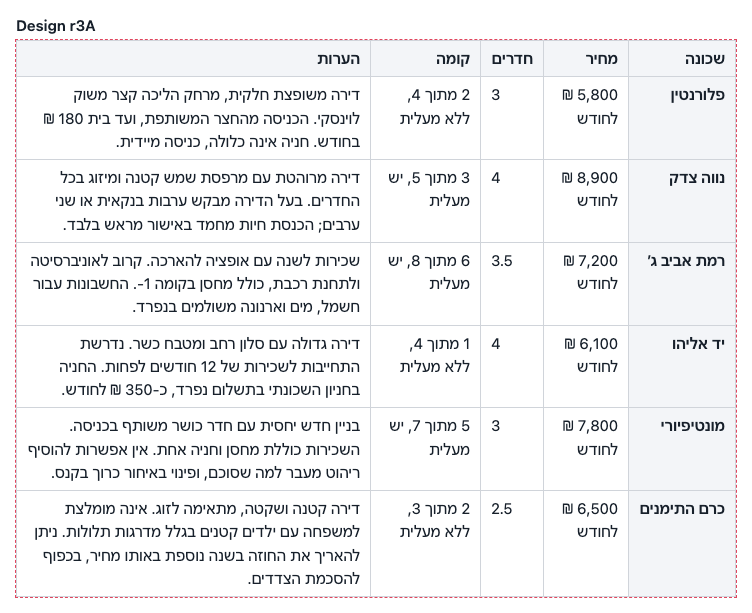 Design r3A
שכונה
מחיר
חדרים
קומה
הערות
פלורנטין
5,800 ₪
לחודש
3
2 מתוך 4,
ללא מעלית
דירה משופצת חלקית, מרחק הליכה קצר משוק
לוינסקי. הכניסה מהחצר המשותפת, ועד בית 180 ₪
בחודש. חניה אינה כלולה, כניסה מיידית.
נווה צדק
8,900 ₪
לחודש
4
3 מתוך 5, יש
מעלית
דירה מרוהטת עם מרפסת שמש קטנה ומיזוג בכל
החדרים. בעל הדירה מבקש ערבות בנקאית או שני
ערבים; הכנסת חיות מחמד באישור מראש בלבד.
רמת אביב ג׳
7,200 ₪
לחודש
3.5
6 מתוך 8, יש
מעלית
שכירות לשנה עם אופציה להארכה. קרוב לאוניברסיטה
ולתחנת רכבת, כולל מחסן בקומה 1-. החשבונות עבור
חשמל, מים וארנונה משולמים בנפרד.
יד אליהו
6,100 ₪
לחודש
4
1 מתוך 4,
ללא מעלית
דירה גדולה עם סלון רחב ומטבח כשר. נדרשת
התחייבות לשכירות של 12 חודשים לפחות. החניה
בחניון השכונתי בתשלום נפרד, כ-350 ₪ לחודש.
מונטיפיורי
7,800 ₪
לחודש
3
5 מתוך 7, יש
מעלית
בניין חדש יחסית עם חדר כושר משותף בכניסה.
השכירות כוללת מחסן וחניה אחת. אין אפשרות להוסיף
ריהוט מעבר למה שסוכם, ופינוי באיחור כרוך בקנס.
כרם התימנים
6,500 ₪
לחודש
2.5
2 מתוך 3,
ללא מעלית
דירה קטנה ושקטה, מתאימה לזוג. אינה מומלצת
למשפחה עם ילדים קטנים בגלל מדרגות תלולות. ניתן
להאריך את החוזה בשנה נוספת באותו מחיר, בכפוף
להסכמת הצדדים.